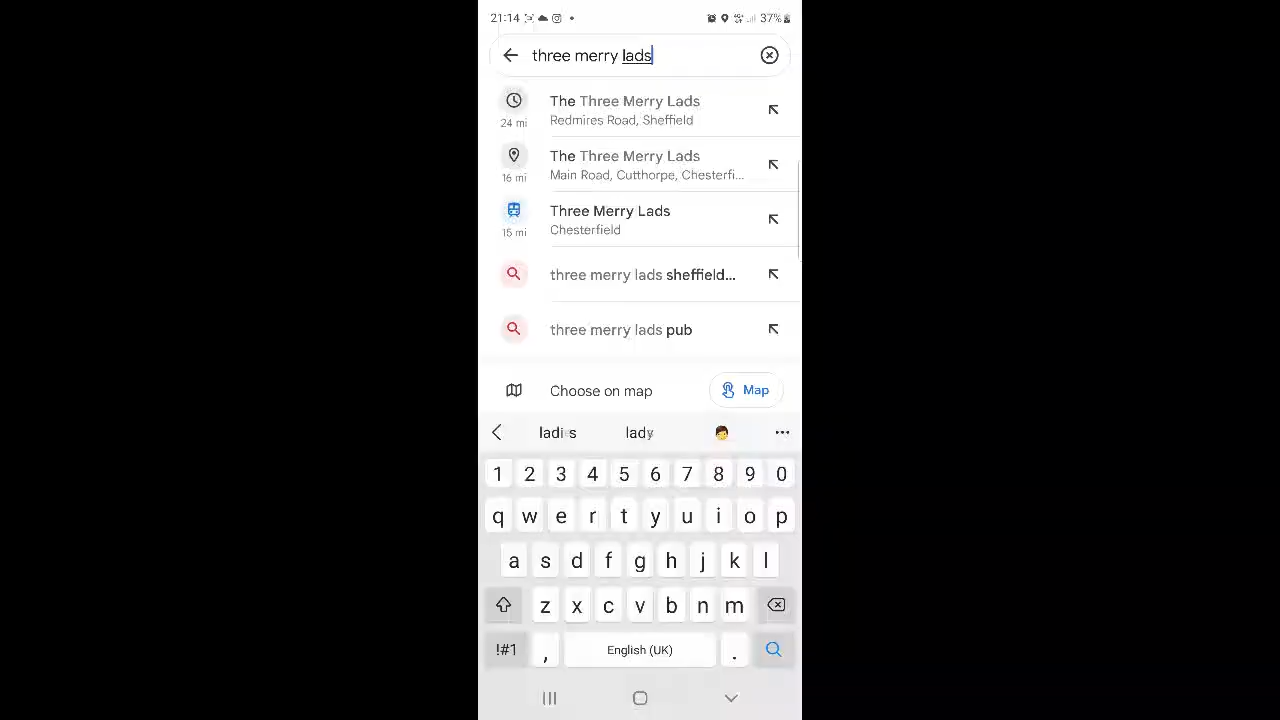 21:14 37%
three merry lads
The Three Merry Lads
24 mi
Redmires Road, Sheffield
The Three Merry Lads
16 mi
Main Road, Cutthorpe, Chesterfi...
Three Merry Lads
15 mi
Chesterfield
three merry lads sheffield...
three merry lads pub
Choose on map Map
ladies lady
1 2 3 4 5 6 7 8 9 0
q w e r t y u i o p
a s d f g h j k l
z x c v b n m
!#1 , English (UK) .